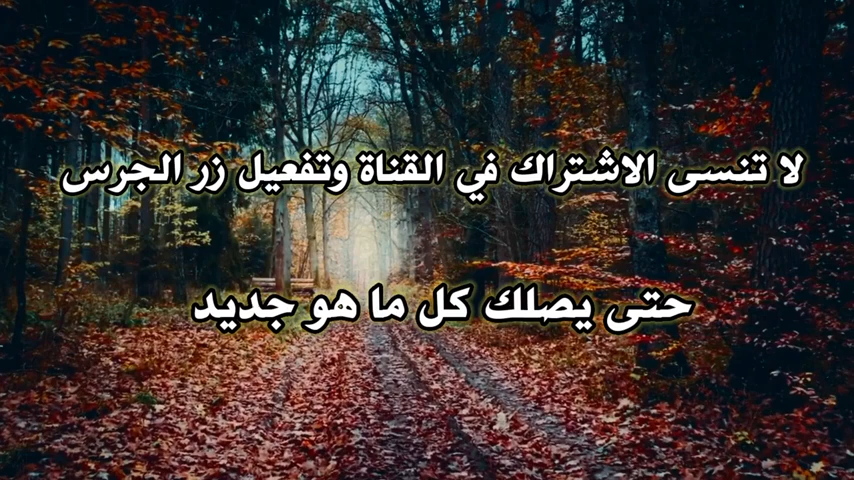 لا تنسى الاشتراك في القناة وتفعيل زر الجرس
حتى يصلك كل ما هو جديد